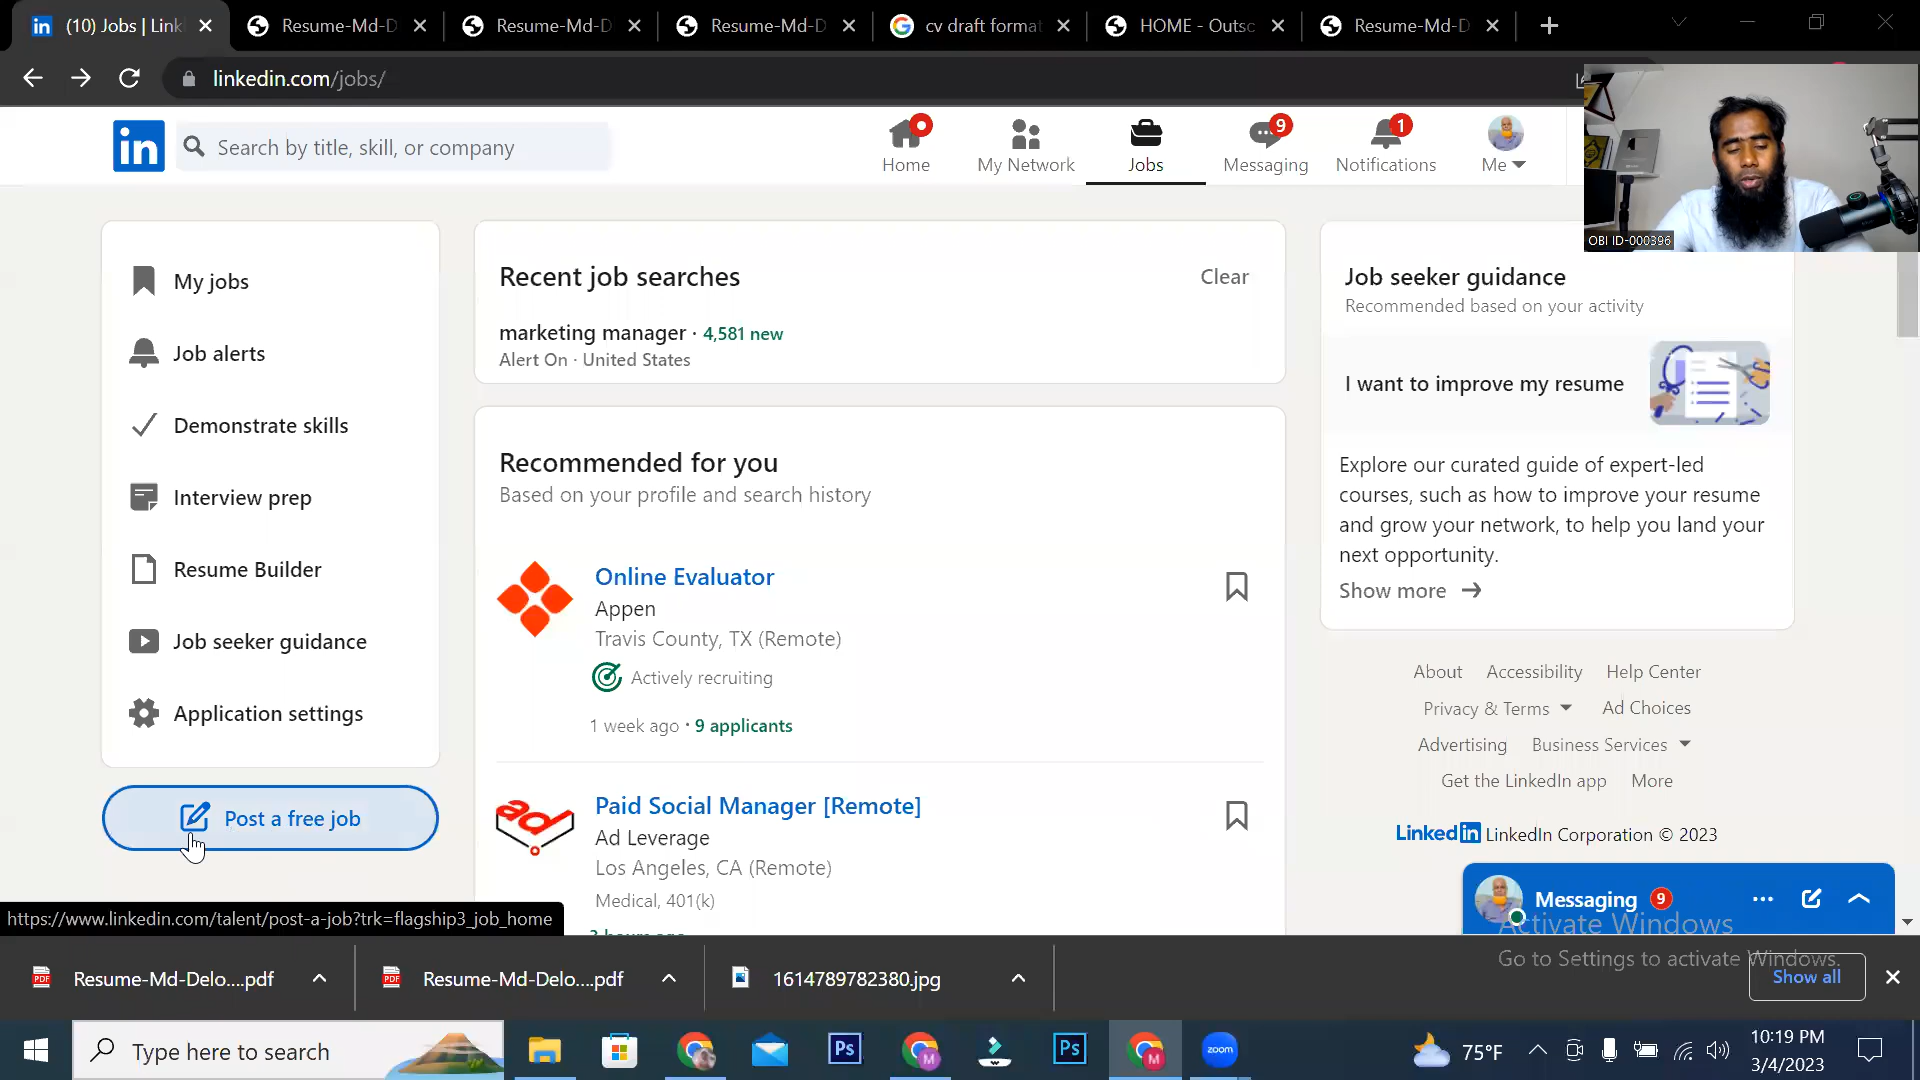 (10) Jobs | Link
Resume-Md-D
Resume-Md-D
Resume-Md-D
cv draft format
HOME - Outsc
Resume-Md-D
linkedin.com/jobs/
in
Search by title, skill, or company
Home
My Network
Jobs
9
Messaging
1
Notifications
Me
OBI ID-000396
My jobs
Job alerts
Demonstrate skills
Interview prep
Resume Builder
Job seeker guidance
Application settings
Post a free job
Recent job searches
Clear
marketing manager · 4,581 new
Alert On · United States
Recommended for you
Based on your profile and search history
Online Evaluator
Appen
Travis County, TX (Remote)
Actively recruiting
1 week ago · 9 applicants
Paid Social Manager [Remote]
Ad Leverage
Los Angeles, CA (Remote)
Medical, 401(k)
Job seeker guidance
Recommended based on your activity
I want to improve my resume
Explore our curated guide of expert-led
courses, such as how to improve your resume
and grow your network, to help you land your
next opportunity.
Show more →
About Accessibility Help Center
Privacy & Terms Ad Choices
Advertising Business Services
Get the LinkedIn app More
LinkedIn LinkedIn Corporation © 2023
Messaging 9
Activate Windows
Go to Settings to activate Windows.
https://www.linkedin.com/talent/post-a-job?trk=flagship3_job_home
PDF Resume-Md-Delo....pdf
PDF Resume-Md-Delo....pdf
1614789782380.jpg
Show all
Type here to search
Ps
M
Ps
M
zoom
75°F
10:19 PM
3/4/2023